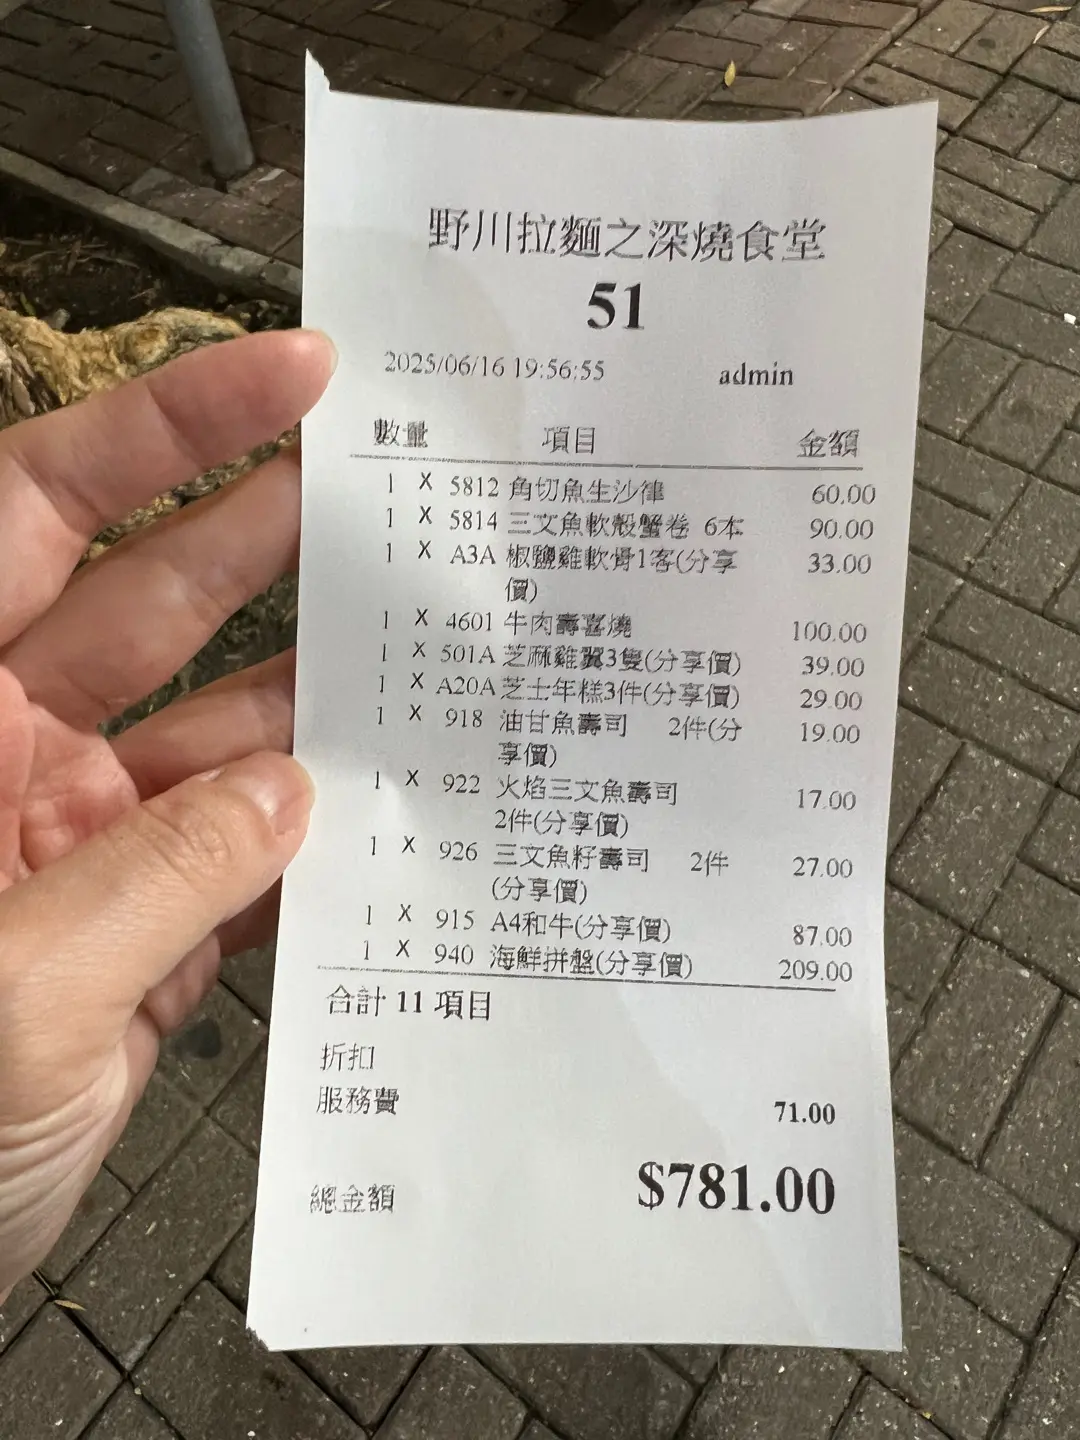 野川拉麵之深燒食堂
51
2025/06/16 19:56:55 admin
數量 項目 金額
1 X 5812 角切魚生沙律 60.00
1 X 5814 三文魚軟殼蟹卷 6本 90.00
1 X A3A 椒鹽雞軟骨1客(分享 33.00
價)
1 X 4601 牛肉壽喜燒 100.00
1 X 501A 芝麻雞翼3隻(分享價) 39.00
1 X A20A 芝士年糕3件(分享價) 29.00
1 X 918 油甘魚壽司 2件(分 19.00
享價)
1 X 922 火焰三文魚壽司 17.00
2件(分享價)
1 X 926 三文魚籽壽司 2件 27.00
(分享價)
1 X 915 A4和牛(分享價) 87.00
1 X 940 海鮮拼盤(分享價) 209.00
合計 11 項目
折扣
服務費 71.00
總金額 $781.00